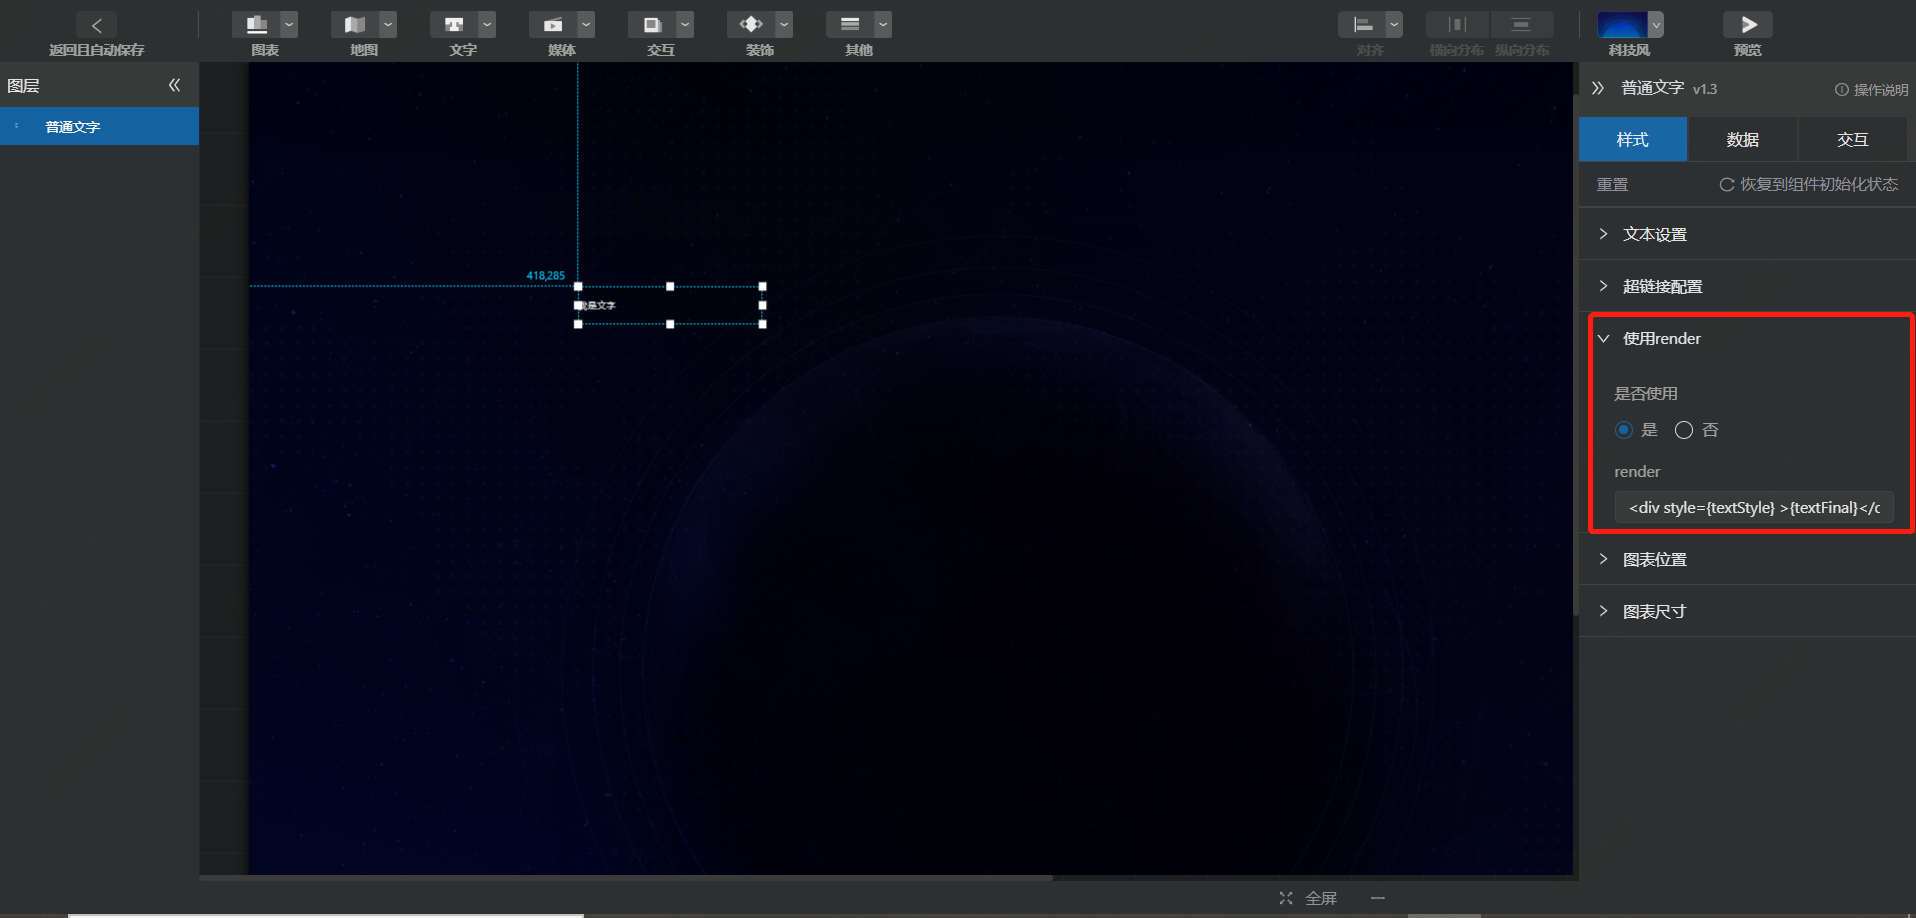 返回且自动保存
图表
地图
文字
媒体
交互
装饰
其他
对齐
横向分布
纵向分布
科技风
预览
图层
普通文字
418,285
是文字
普通文字 v1.3
操作说明
样式
数据
交互
重置
恢复到组件初始化状态
文本设置
超链接配置
使用render
是否使用
是
否
render
<div style={textStyle} >{textFinal}</
图表位置
图表尺寸
全屏